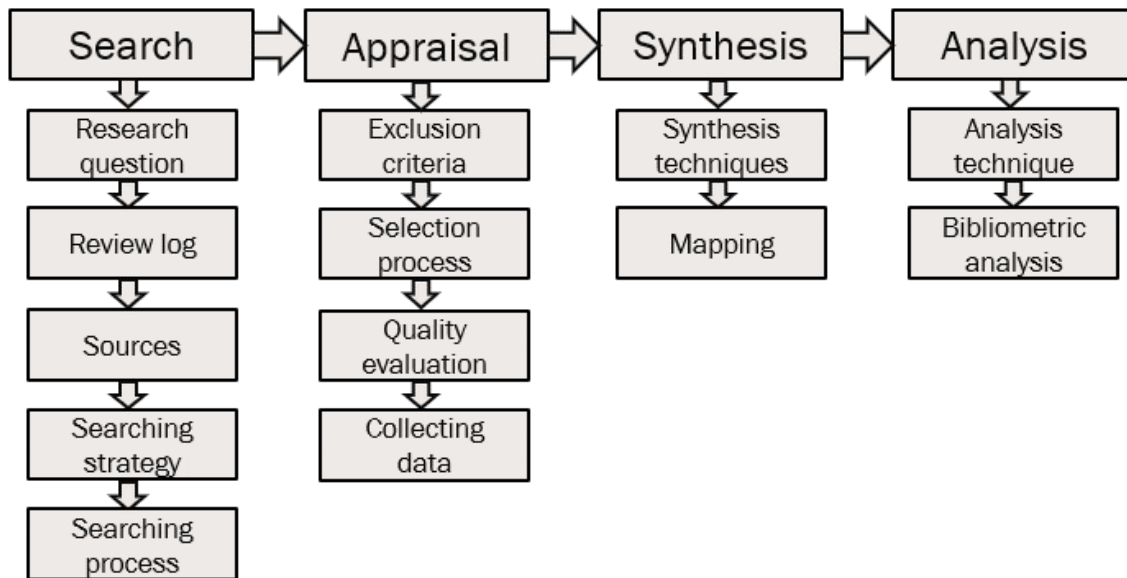 Search
Research
question
Review log
Sources
Searching
strategy
Searching
process
Appraisal
Exclusion
criteria
Selection
process
Quality
evaluation
Collecting
data
Synthesis
Synthesis
techniques
Mapping
Analysis
Analysis
technique
Bibliometric
analysis